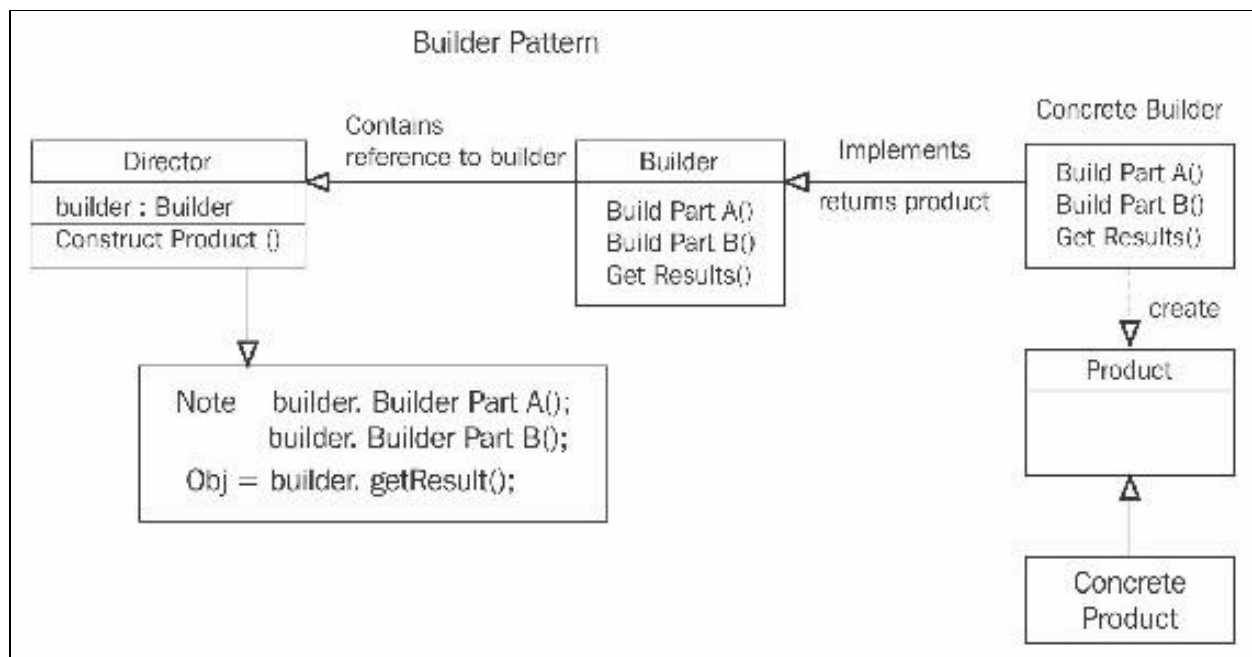 Builder Pattern
Contains
reference to builder
Director
builder : Builder
Construct Product ()
Builder
Build Part A()
Build Part B()
Get Results()
Implements
returns product
Concrete Builder
Build Part A()
Build Part B()
Get Results()
create
Product
Note builder. Builder Part A();
builder. Builder Part B();
Obj = builder. getResult();
Concrete
Product